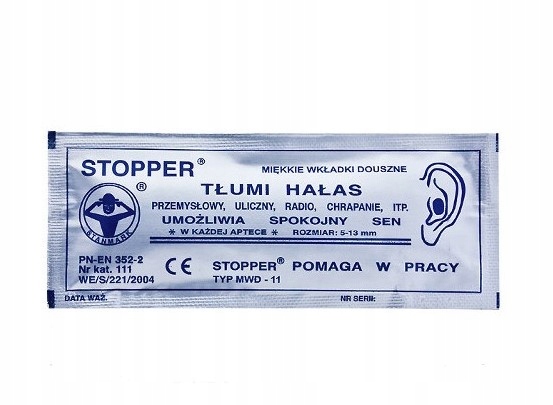 STOPPER®
MIĘKKIE WKŁADKI DOUSZNE
TŁUMI HAŁAS
PRZEMYSŁOWY, ULICZNY, RADIO, CHRAPANIE, ITP.
UMOŻLIWIA SPOKOJNY SEN
* W KAŻDEJ APTECE * ROZMIAR: 5-13 mm
®
STANMARK
PN-EN 352-2
Nr kat. 111
WE/S/221/2004
CE
STOPPER® POMAGA W PRACY
TYP MWD - 11
DATA WAŻ.
NR SERII: